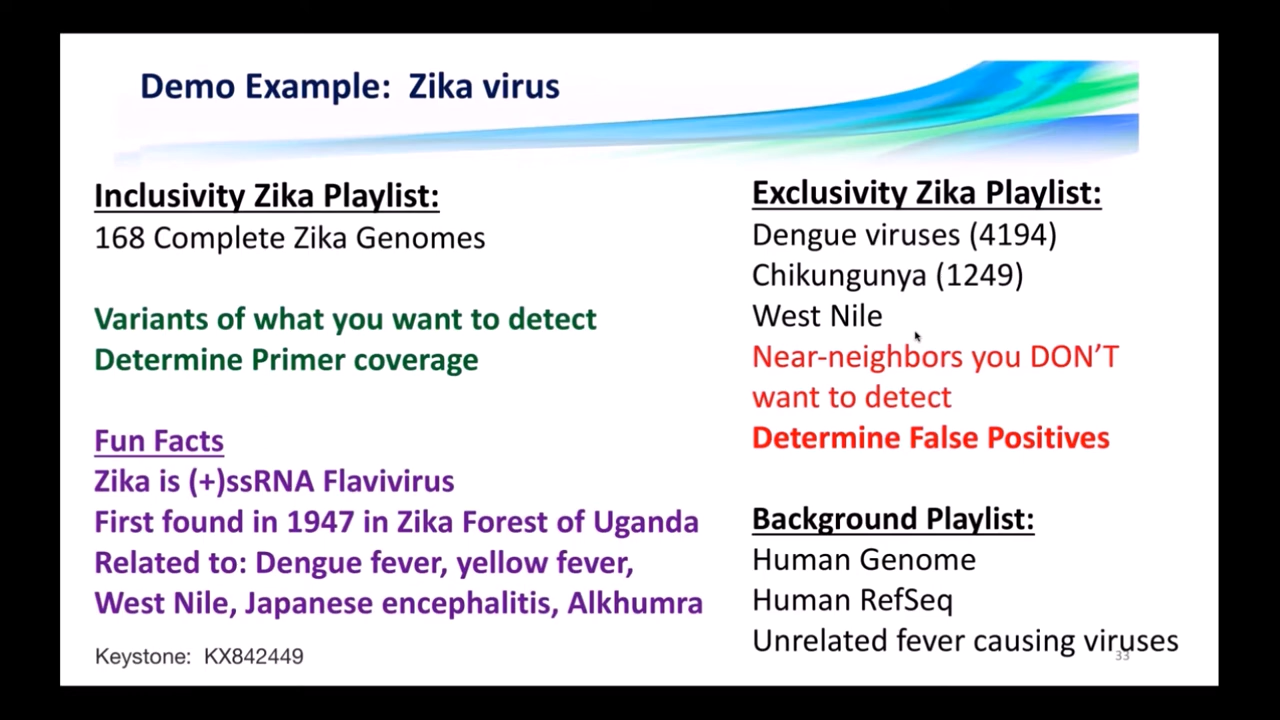 Demo Example: Zika virus
Inclusivity Zika Playlist:
168 Complete Zika Genomes
Variants of what you want to detect
Determine Primer coverage
Fun Facts
Zika is (+)ssRNA Flavivirus
First found in 1947 in Zika Forest of Uganda
Related to: Dengue fever, yellow fever,
West Nile, Japanese encephalitis, Alkhumra
Keystone: KX842449
Exclusivity Zika Playlist:
Dengue viruses (4194)
Chikungunya (1249)
West Nile
Near-neighbors you DON’T
want to detect
Determine False Positives
Background Playlist:
Human Genome
Human RefSeq
Unrelated fever causing viruses
33